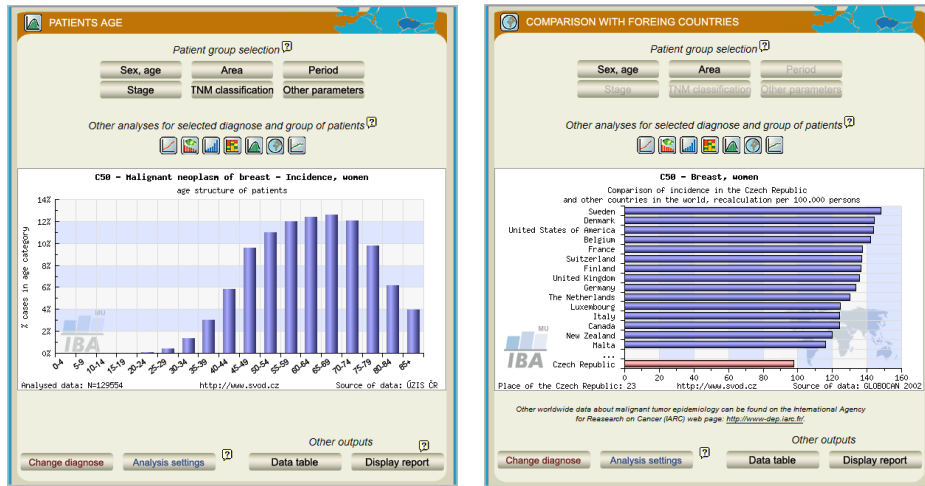 PATIENTS AGE
Patient group selection ?
Sex, age Area Period
Stage TNM classification Other parameters
Other analyses for selected diagnose and group of patients ?
C50 - Malignant neoplasm of breast - Incidence, women
age structure of patients
% cases in age category
14%
12%
10%
8%
6%
4%
2%
0%
MU
IBA
0-4 5-9 10-14 15-19 20-24 25-29 30-34 35-39 40-44 45-49 50-54 55-59 60-64 65-69 70-74 75-79 80-84 85+
Analysed data: N=129554 http://www.svod.cz Source of data: ÚZIS ČR
Other outputs
Change diagnose Analysis settings ? Data table Display report ?
COMPARISON WITH FOREING COUNTRIES
Patient group selection ?
Sex, age Area Period
Stage TNM classification Other parameters
Other analyses for selected diagnose and group of patients ?
C50 - Breast, women
Comparison of incidence in the Czech Republic
and other countries in the world, recalculation per 100.000 persons
Sweden
Denmark
United States of America
Belgium
France
Switzerland
Finland
United Kingdom
Germany
The Netherlands
Luxembourg
Italy
Canada
New Zealand
Malta
...
Czech Republic
MU
IBA
0 20 40 60 80 100 120 140 160
Place of the Czech Republic: 23 http://www.svod.cz Source of data: GLOBOCAN 2002
Other worldwide data about malignant tumor epidemiology can be found on the International Agency
for Reasearch on Cancer (IARC) web page: http://www-dep.iarc.fr/.
Other outputs
Change diagnose Analysis settings ? Data table Display report